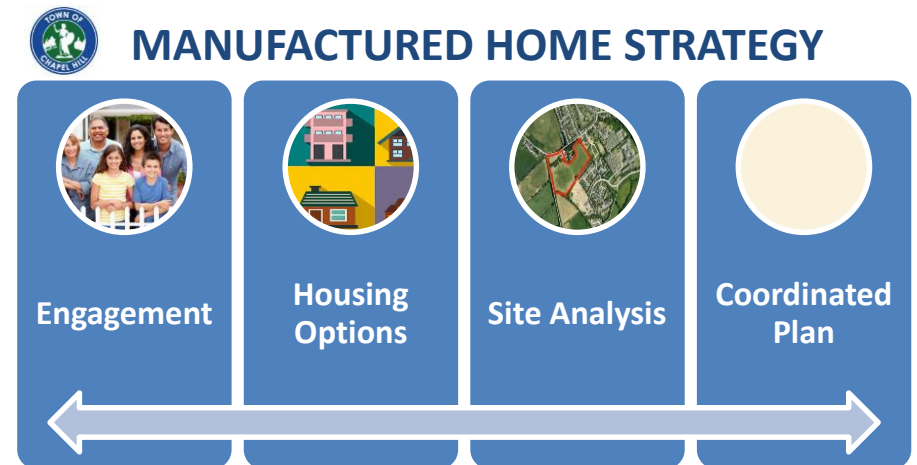 TOWN OF
CHAPEL HILL
MANUFACTURED HOME STRATEGY
Engagement
Housing
Options
Site Analysis
Coordinated
Plan